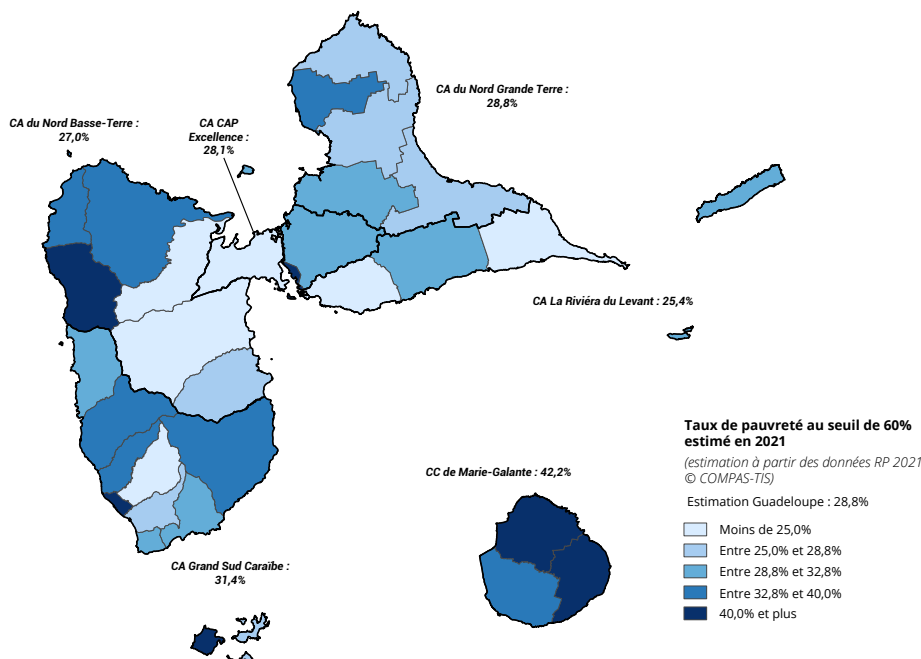 CA du Nord Grande Terre :
28,8%
CA du Nord Basse-Terre :
27,0%
CA CAP
Excellence :
28,1%
CA La Riviéra du Levant : 25,4%
CC de Marie-Galante : 42,2%
CA Grand Sud Caraïbe :
31,4%
Taux de pauvreté au seuil de 60%
estimé en 2021
(estimation à partir des données RP 2021
© COMPAS-TIS)
Estimation Guadeloupe : 28,8%
Moins de 25,0%
Entre 25,0% et 28,8%
Entre 28,8% et 32,8%
Entre 32,8% et 40,0%
40,0% et plus